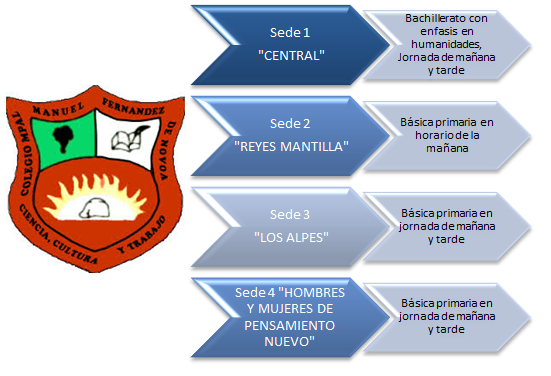 COLEGIO MPAL
MANUEL FERNANDEZ
DE NOVOA
CIENCIA, CULTURA
Y TRABAJO
Sede 1
"CENTRAL"
Bachillerato con
enfasis en
humanidades,
Jornada de mañana
y tarde
Sede 2
"REYES MANTILLA"
Básica primaria en
horario de la
mañana
Sede 3
"LOS ALPES"
Básica primaria en
jornada de mañana
y tarde
Sede 4 "HOMBRES
Y MUJERES DE
PENSAMIENTO
NUEVO"
Básica primaria en
jornada de mañana
y tarde